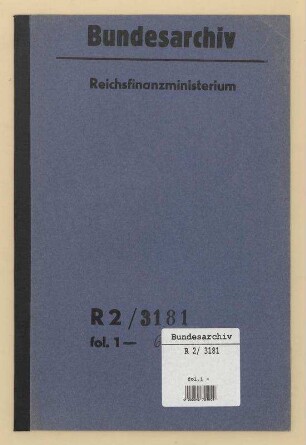 Bundesarchiv
Reichsfinanzministerium
R 2 / 3181
fol. 1 —
Bundesarchiv
R 2/ 3181
fol.1 -